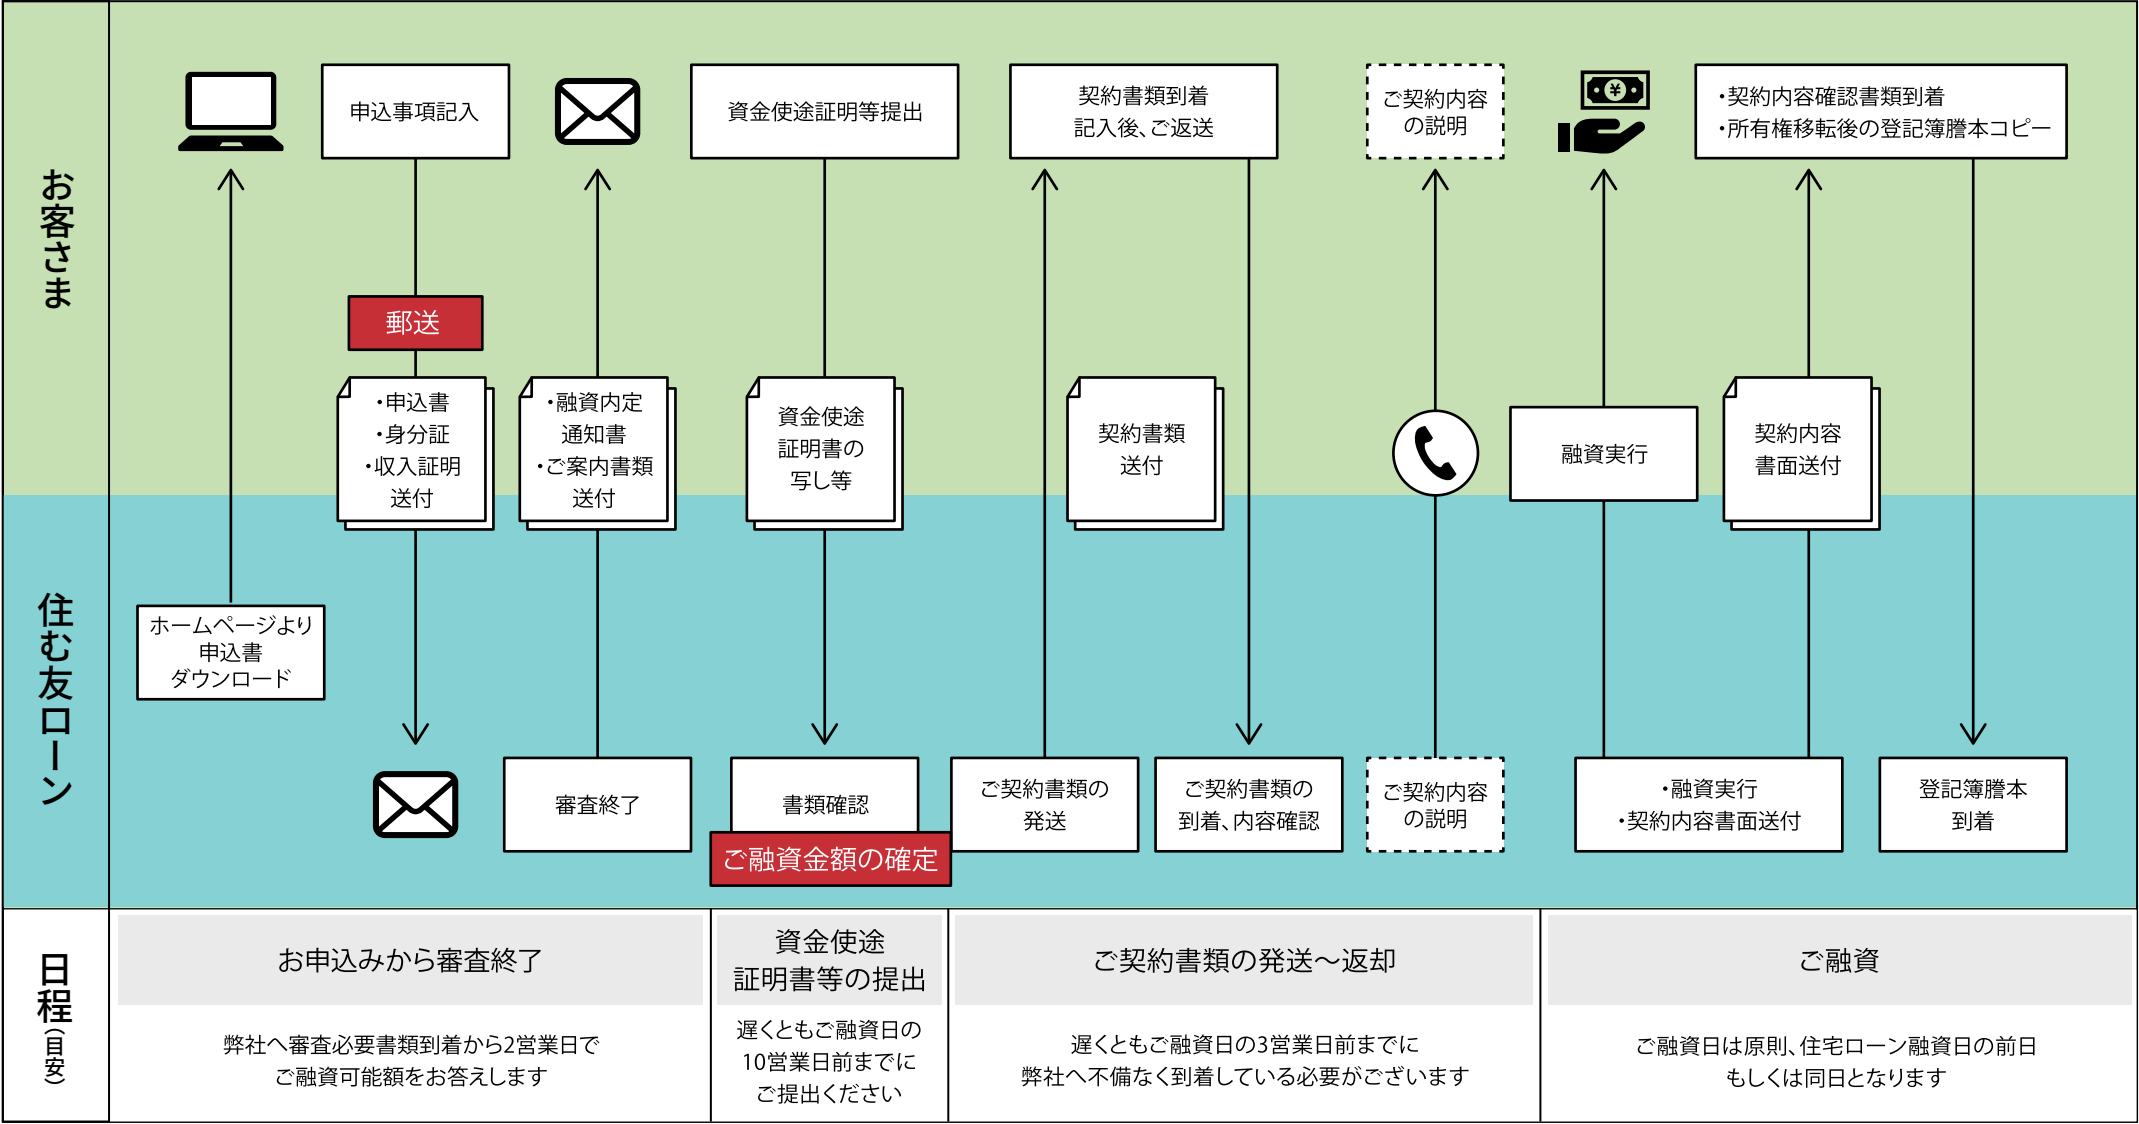 お客さま
申込事項記入
資金使途証明等提出
契約書類到着
記入後、ご返送
ご契約内容
の説明
・契約内容確認書類到着
・所有権移転後の登記簿謄本コピー
郵送
・申込書
・身分証
・収入証明
送付
・融資内定
通知書
・ご案内書類
送付
資金使途
証明書の
写し等
契約書類
送付
融資実行
契約内容
書面送付
住む友ローン
ホームページより
申込書
ダウンロード
審査終了
書類確認
ご融資金額の確定
ご契約書類の
発送
ご契約書類の
到着、内容確認
ご契約内容
の説明
・融資実行
・契約内容書面送付
登記簿謄本
到着
日程(目安)
お申込みから審査終了
弊社へ審査必要書類到着から2営業日で
ご融資可能額をお答えします
資金使途
証明書等の提出
遅くともご融資日の
10営業日前までに
ご提出ください
ご契約書類の発送〜返却
遅くともご融資日の3営業日前までに
弊社へ不備なく到着している必要がございます
ご融資
ご融資日は原則、住宅ローン融資日の前日
もしくは同日となります